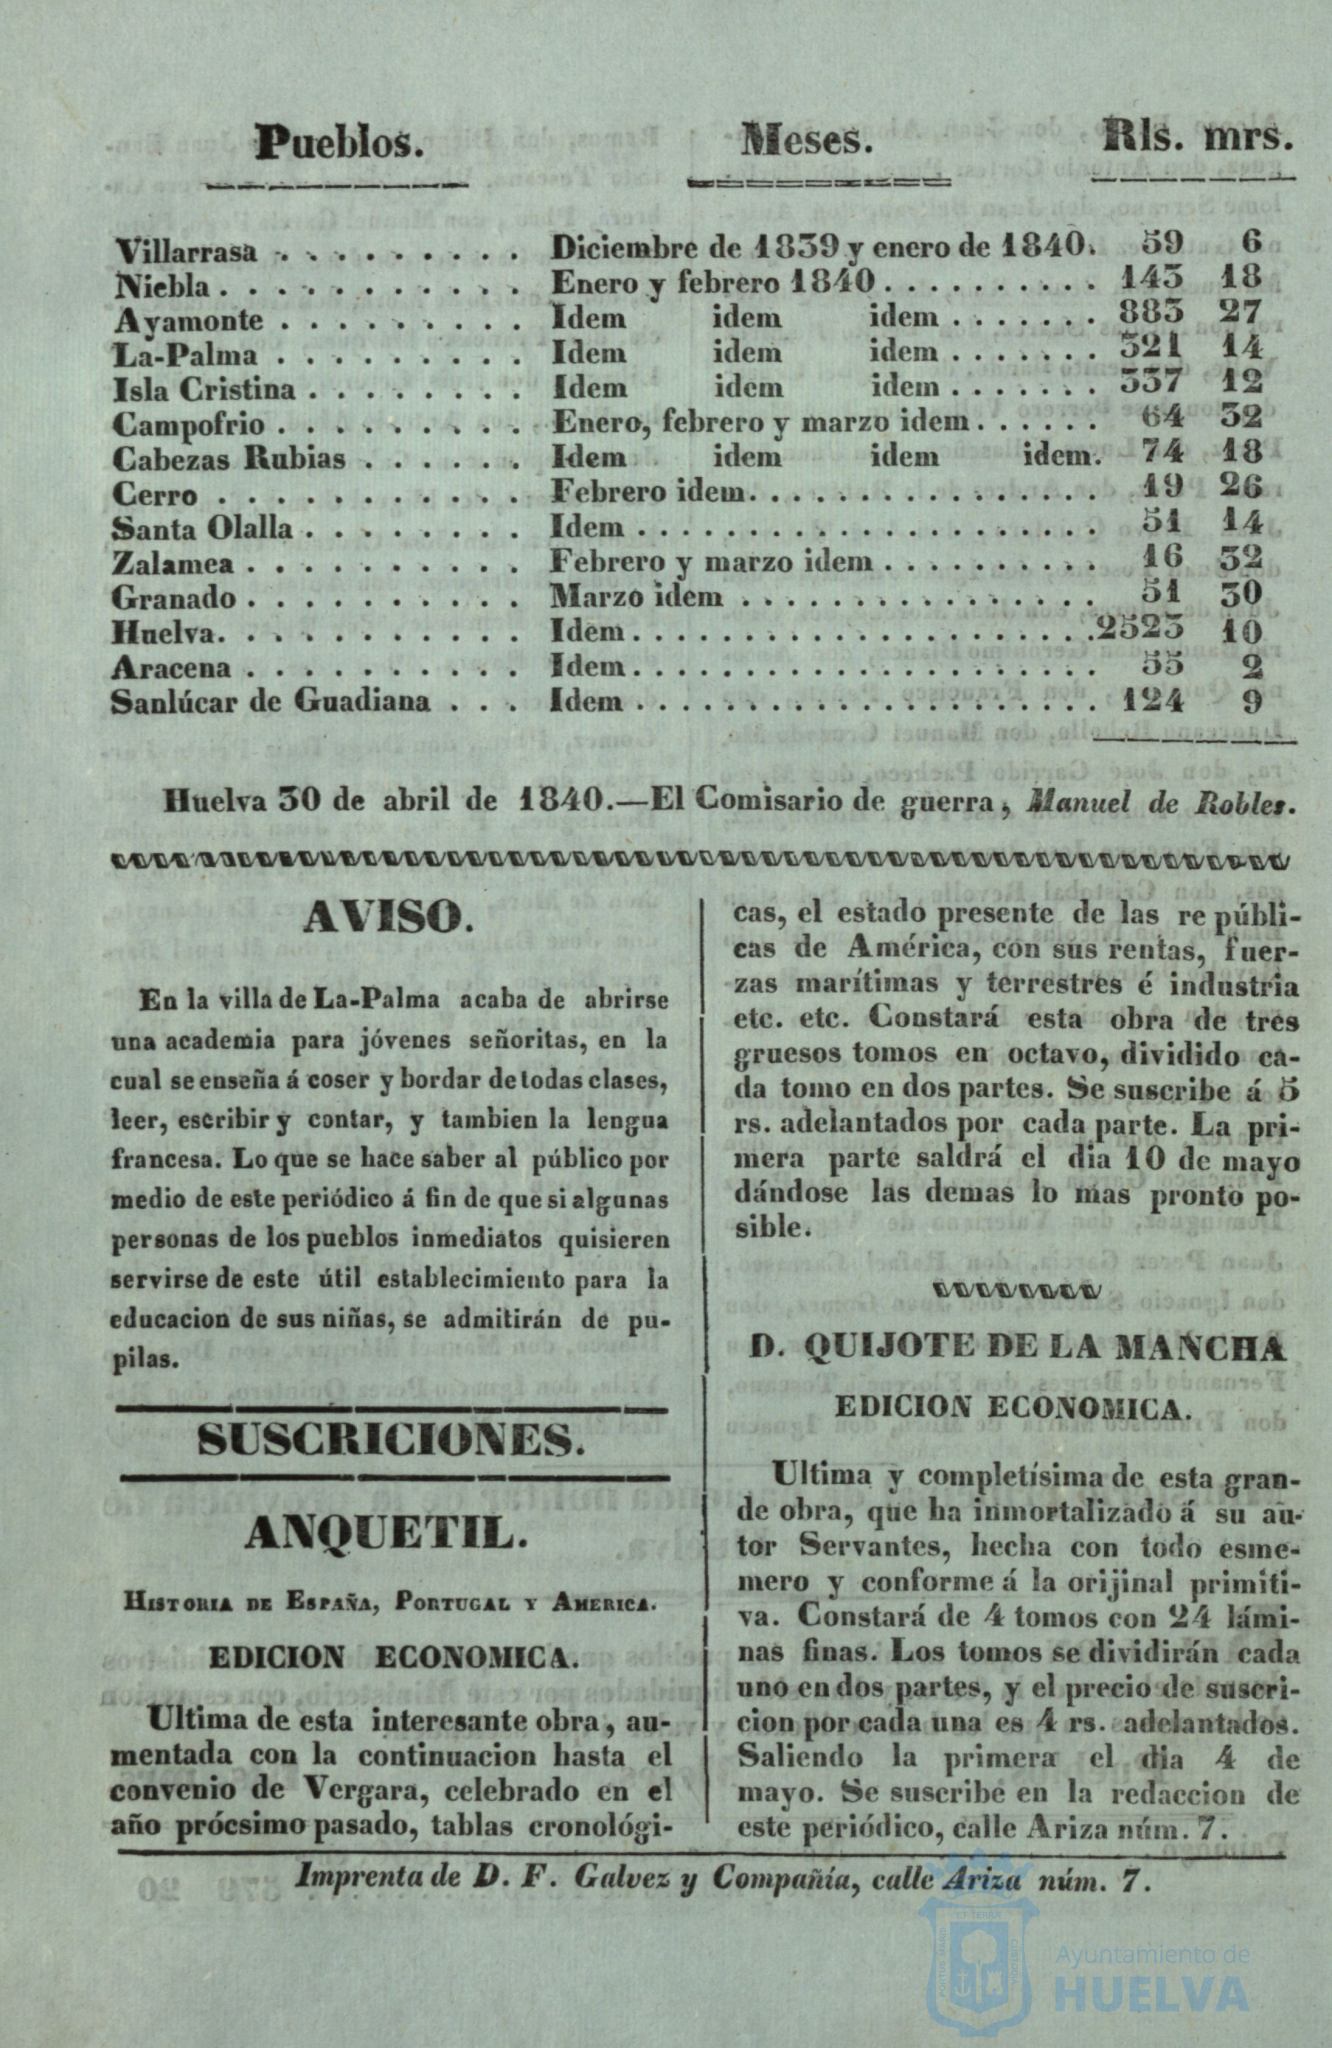 Pueblos. Meses. Rls. mrs.
Villarrasa . . . . . . . . . Diciembre de 1839 y enero de 1840. 59 6
Niebla . . . . . . . . . . . Enero y febrero 1840 . . . . . . . . . . 143 18
Ayamonte . . . . . . . . . Idem idem idem . . . . . . . 883 27
La-Palma . . . . . . . . . Idem idem idem . . . . . . . 321 14
Isla Cristina . . . . . . . . Idem idem idem . . . . . . . 337 12
Campofrio . . . . . . . . . Enero, febrero y marzo idem . . . . . . 64 32
Cabezas Rubias . . . . . . Idem idem idem idem. 74 18
Cerro . . . . . . . . . . . Febrero idem. . . . . . . . . . . . . . . . 19 26
Santa Olalla . . . . . . . . Idem . . . . . . . . . . . . . . . . . . . . 51 14
Zalamea . . . . . . . . . . Febrero y marzo idem . . . . . . . . . . 16 32
Granado . . . . . . . . . . Marzo idem . . . . . . . . . . . . . . . . 51 30
Huelva. . . . . . . . . . . Idem. . . . . . . . . . . . . . . . . . . . .2523 10
Aracena . . . . . . . . . . Idem. . . . . . . . . . . . . . . . . . . . . 55 2
Sanlúcar de Guadiana . . . Idem . . . . . . . . . . . . . . . . . . . . 124 9
Huelva 30 de abril de 1840.—El Comisario de guerra, Manuel de Robles.
AVISO.
En la villa de La-Palma acaba de abrirse
una academia para jóvenes señoritas, en la
cual se enseña á coser y bordar de todas clases,
leer, escribir y contar, y tambien la lengua
francesa. Lo que se hace saber al público por
medio de este periódico á fin de que si algunas
personas de los pueblos inmediatos quisieren
servirse de este útil establecimiento para la
educacion de sus niñas, se admitirán de pu-
pilas.
SUSCRICIONES.
ANQUETIL.
HISTORIA DE ESPAÑA, PORTUGAL Y AMERICA.
EDICION ECONOMICA.
Ultima de esta interesante obra, au-
mentada con la continuacion hasta el
convenio de Vergara, celebrado en el
año prócsimo pasado, tablas cronológi-
cas, el estado presente de las re públi-
cas de América, con sus rentas, fuer-
zas marítimas y terrestres é industria
etc. etc. Constará esta obra de tres
gruesos tomos en octavo, dividido ca-
da tomo en dos partes. Se suscribe á 5
rs. adelantados por cada parte. La pri-
mera parte saldrá el dia 10 de mayo
dándose las demas lo mas pronto po-
sible.
D. QUIJOTE DE LA MANCHA
EDICION ECONOMICA.
Ultima y completísima de esta gran-
de obra, que ha inmortalizado á su au-
tor Servantes, hecha con todo esme-
mero y conforme á la orijinal primiti-
va. Constará de 4 tomos con 24 lámi-
nas finas. Los tomos se dividirán cada
uno en dos partes, y el precio de suscri-
cion por cada una es 4 rs. adelantados.
Saliendo la primera el dia 4 de
mayo. Se suscribe en la redaccion de
este periódico, calle Ariza núm. 7.
Imprenta de D. F. Galvez y Compañía, calle Ariza núm. 7.
Ayuntamiento de
HUELVA